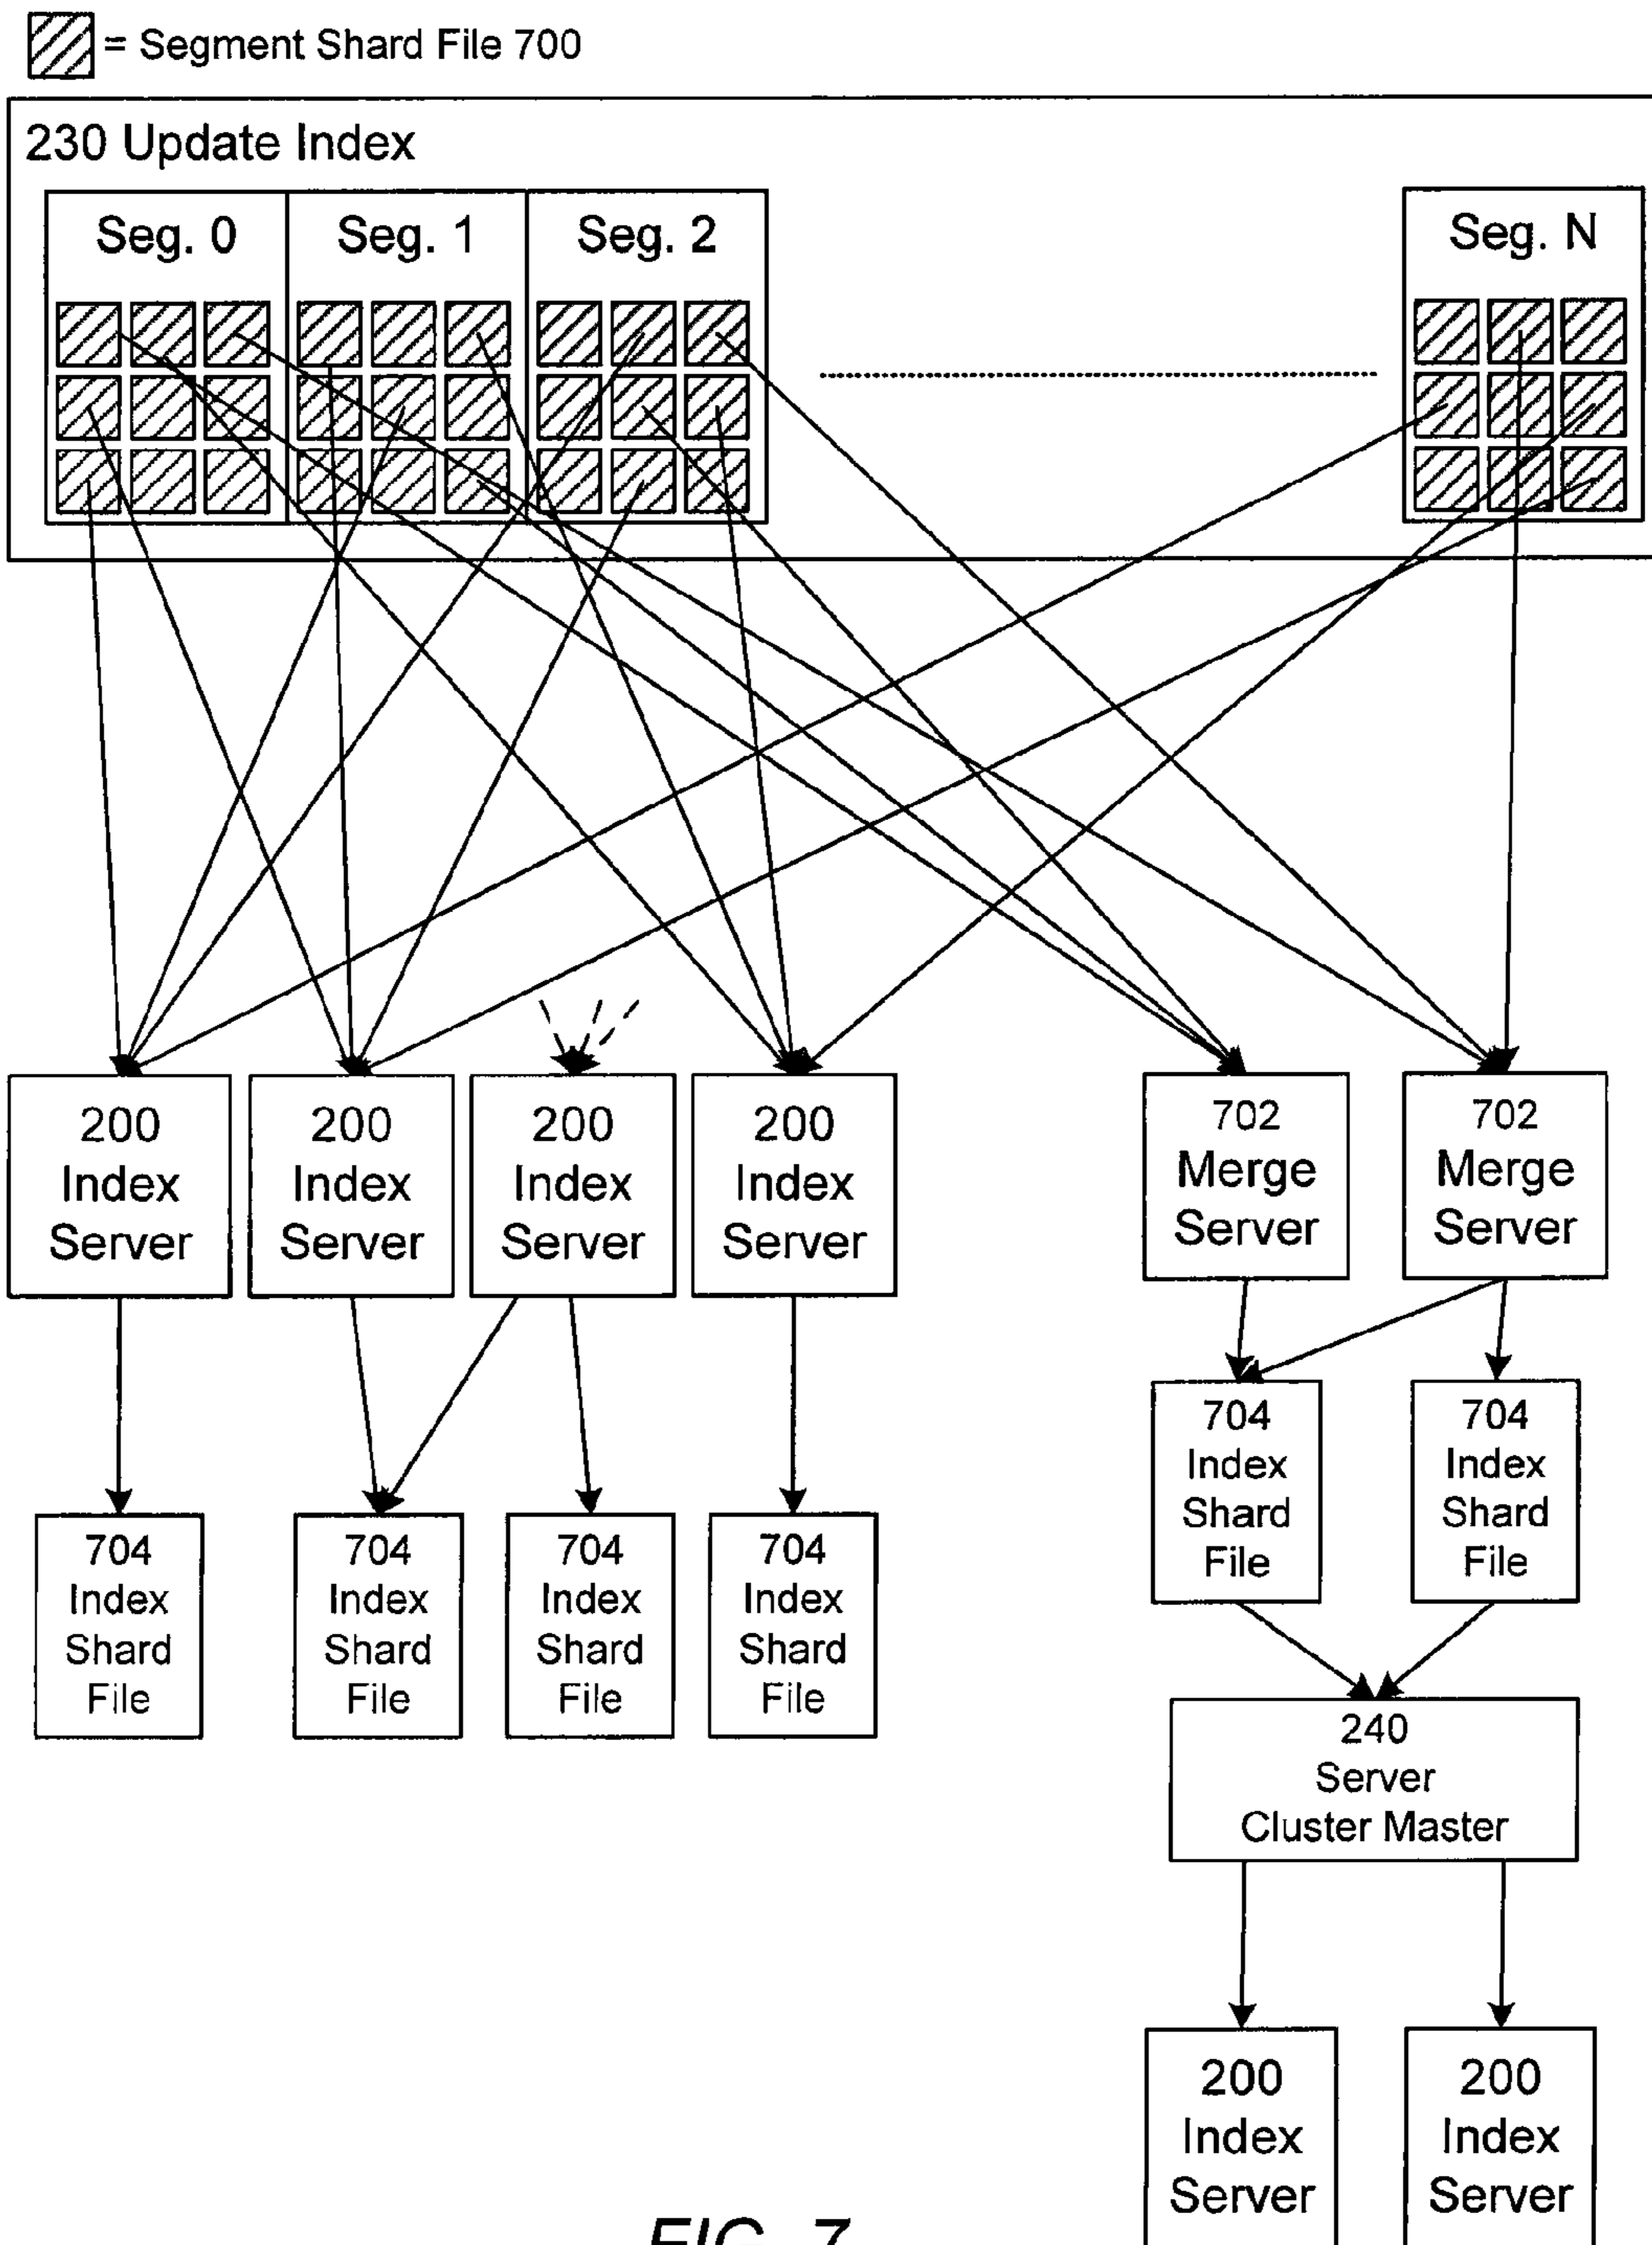 = Segment Shard File 700
230 Update Index
Seg. 0
Seg. 1
Seg. 2
Seg. N
200
Index
Server
200
Index
Server
200
Index
Server
200
Index
Server
702
Merge
Server
702
Merge
Server
704
Index
Shard
File
704
Index
Shard
File
704
Index
Shard
File
704
Index
Shard
File
704
Index
Shard
File
704
Index
Shard
File
240
Server
Cluster Master
200
Index
Server
200
Index
Server
FIG. 7